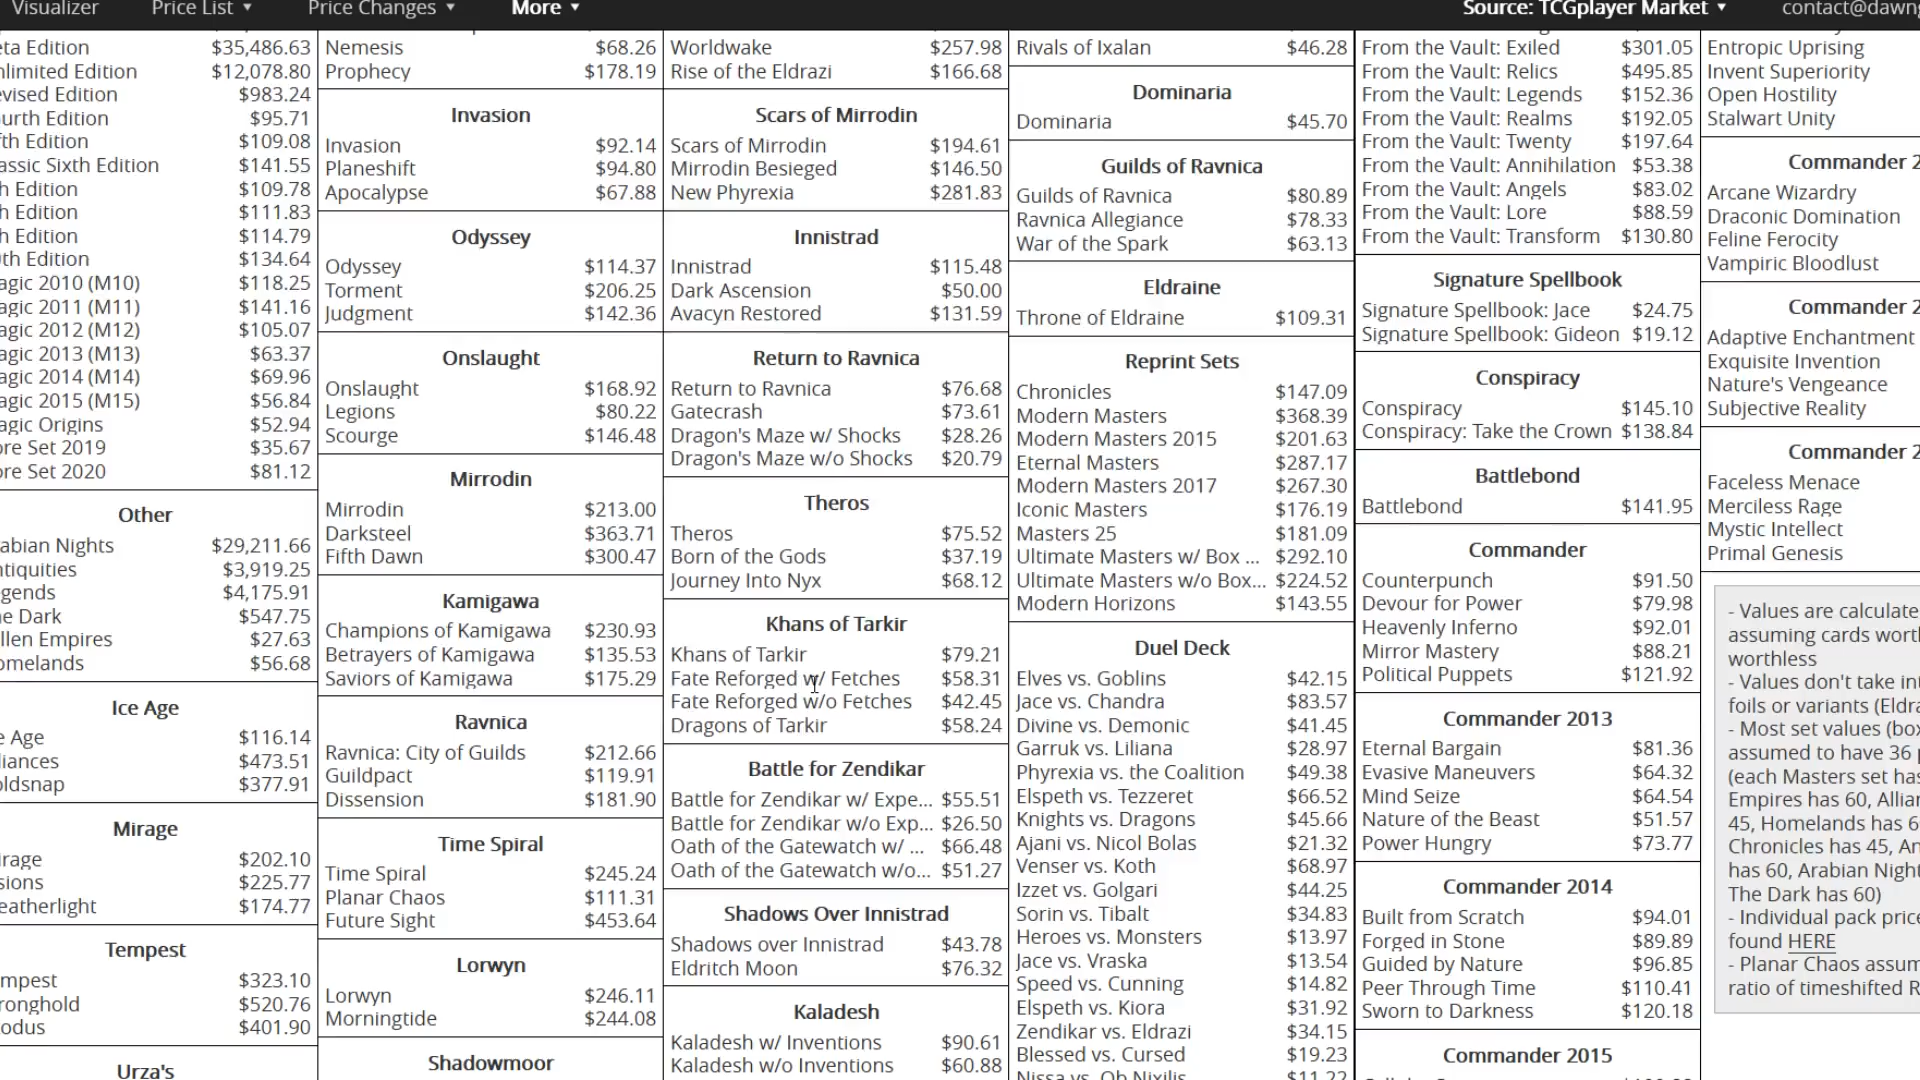 Visualizer Price List ▼ Price Changes ▼ More ▼ Source: TCGplayer Market ▼ contact@dawng
eta Edition $35,486.63
nlimited Edition $12,078.80
evised Edition $983.24
urth Edition $95.71
fth Edition $109.08
assic Sixth Edition $141.55
h Edition $109.78
h Edition $111.83
h Edition $114.79
th Edition $134.64
agic 2010 (M10) $118.25
agic 2011 (M11) $141.16
agic 2012 (M12) $105.07
agic 2013 (M13) $63.37
agic 2014 (M14) $69.96
agic 2015 (M15) $56.84
agic Origins $52.94
ore Set 2019 $35.67
ore Set 2020 $81.12
Other
abian Nights $29,211.66
ntiquities $3,919.25
gends $4,175.91
he Dark $547.75
llen Empires $27.63
omelands $56.68
Ice Age
e Age $116.14
liances $473.51
oldsnap $377.91
Mirage
irage $202.10
sions $225.77
eatherlight $174.77
Tempest
mpest $323.10
ronghold $520.76
odus $401.90
Urza's
Nemesis $68.26
Prophecy $178.19
Invasion
Invasion $92.14
Planeshift $94.80
Apocalypse $67.88
Odyssey
Odyssey $114.37
Torment $206.25
Judgment $142.36
Onslaught
Onslaught $168.92
Legions $80.22
Scourge $146.48
Mirrodin
Mirrodin $213.00
Darksteel $363.71
Fifth Dawn $300.47
Kamigawa
Champions of Kamigawa $230.93
Betrayers of Kamigawa $135.53
Saviors of Kamigawa $175.29
Ravnica
Ravnica: City of Guilds $212.66
Guildpact $119.91
Dissension $181.90
Time Spiral
Time Spiral $245.24
Planar Chaos $111.31
Future Sight $453.64
Lorwyn
Lorwyn $246.11
Morningtide $244.08
Shadowmoor
Worldwake $257.98
Rise of the Eldrazi $166.68
Scars of Mirrodin
Scars of Mirrodin $194.61
Mirrodin Besieged $146.50
New Phyrexia $281.83
Innistrad
Innistrad $115.48
Dark Ascension $50.00
Avacyn Restored $131.59
Return to Ravnica
Return to Ravnica $76.68
Gatecrash $73.61
Dragon's Maze w/ Shocks $28.26
Dragon's Maze w/o Shocks $20.79
Theros
Theros $75.52
Born of the Gods $37.19
Journey Into Nyx $68.12
Khans of Tarkir
Khans of Tarkir $79.21
Fate Reforged w/ Fetches $58.31
Fate Reforged w/o Fetches $42.45
Dragons of Tarkir $58.24
Battle for Zendikar
Battle for Zendikar w/ Expe... $55.51
Battle for Zendikar w/o Exp... $26.50
Oath of the Gatewatch w/ ... $66.48
Oath of the Gatewatch w/o... $51.27
Shadows Over Innistrad
Shadows over Innistrad $43.78
Eldritch Moon $76.32
Kaladesh
Kaladesh w/ Inventions $90.61
Kaladesh w/o Inventions $60.88
Rivals of Ixalan $46.28
Dominaria
Dominaria $45.70
Guilds of Ravnica
Guilds of Ravnica $80.89
Ravnica Allegiance $78.33
War of the Spark $63.13
Eldraine
Throne of Eldraine $109.31
Reprint Sets
Chronicles $147.09
Modern Masters $368.39
Modern Masters 2015 $201.63
Eternal Masters $287.17
Modern Masters 2017 $267.30
Iconic Masters $176.19
Masters 25 $181.09
Ultimate Masters w/ Box ... $292.10
Ultimate Masters w/o Box... $224.52
Modern Horizons $143.55
Duel Deck
Elves vs. Goblins $42.15
Jace vs. Chandra $83.57
Divine vs. Demonic $41.45
Garruk vs. Liliana $28.97
Phyrexia vs. the Coalition $49.38
Elspeth vs. Tezzeret $66.52
Knights vs. Dragons $45.66
Ajani vs. Nicol Bolas $21.32
Venser vs. Koth $68.97
Izzet vs. Golgari $44.25
Sorin vs. Tibalt $34.83
Heroes vs. Monsters $13.97
Jace vs. Vraska $13.54
Speed vs. Cunning $14.82
Elspeth vs. Kiora $31.92
Zendikar vs. Eldrazi $34.15
Blessed vs. Cursed $19.23
Nissa vs. Ob Nixilis $11.22
From the Vault: Exiled $301.05
From the Vault: Relics $495.85
From the Vault: Legends $152.36
From the Vault: Realms $192.05
From the Vault: Twenty $197.64
From the Vault: Annihilation $53.38
From the Vault: Angels $83.02
From the Vault: Lore $88.59
From the Vault: Transform $130.80
Signature Spellbook
Signature Spellbook: Jace $24.75
Signature Spellbook: Gideon $19.12
Conspiracy
Conspiracy $145.10
Conspiracy: Take the Crown $138.84
Battlebond
Battlebond $141.95
Commander
Counterpunch $91.50
Devour for Power $79.98
Heavenly Inferno $92.01
Mirror Mastery $88.21
Political Puppets $121.92
Commander 2013
Eternal Bargain $81.36
Evasive Maneuvers $64.32
Mind Seize $64.54
Nature of the Beast $51.57
Power Hungry $73.77
Commander 2014
Built from Scratch $94.01
Forged in Stone $89.89
Guided by Nature $96.85
Peer Through Time $110.41
Sworn to Darkness $120.18
Commander 2015
Entropic Uprising
Invent Superiority
Open Hostility
Stalwart Unity
Commander 2
Arcane Wizardry
Draconic Domination
Feline Ferocity
Vampiric Bloodlust
Commander 2
Adaptive Enchantment
Exquisite Invention
Nature's Vengeance
Subjective Reality
Commander 2
Faceless Menace
Merciless Rage
Mystic Intellect
Primal Genesis
- Values are calculate
assuming cards wort
worthless
- Values don't take in
foils or variants (Eldra
- Most set values (box
assumed to have 36 p
(each Masters set has
Empires has 60, Allian
45, Homelands has 6
Chronicles has 45, An
has 60, Arabian Night
The Dark has 60)
- Individual pack price
found HERE
- Planar Chaos assum
ratio of timeshifted R